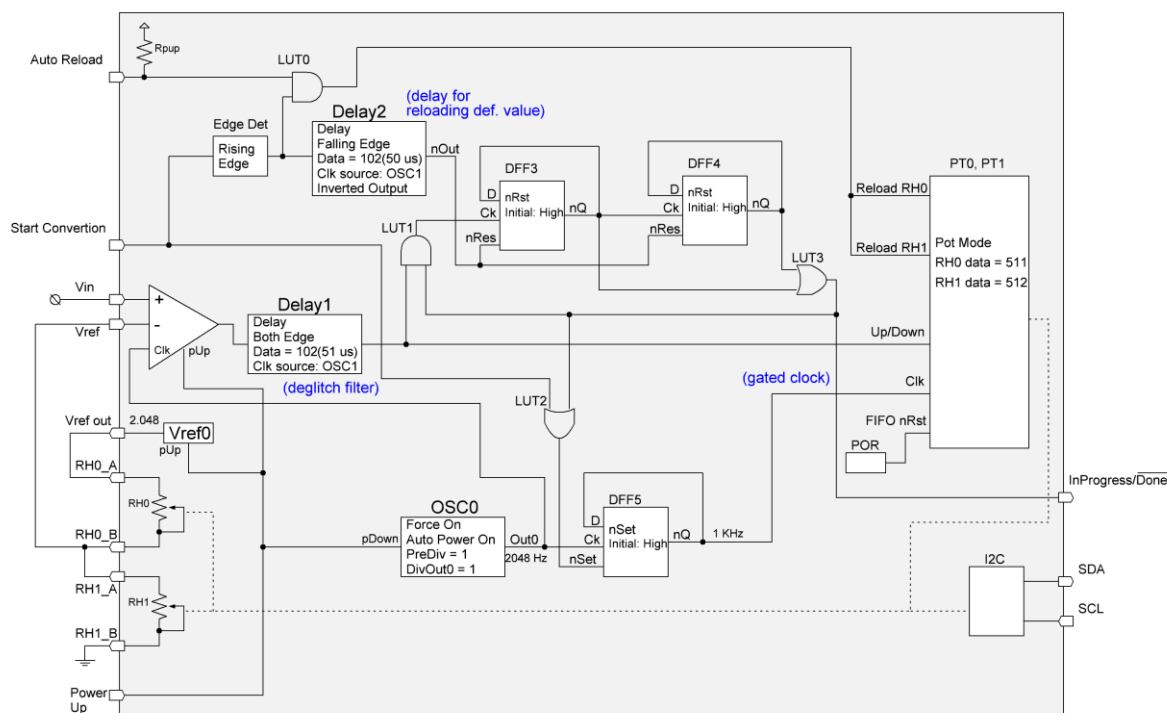 Rpup
Auto Reload
LUT0
(delay for
reloading def. value)
Delay2
Edge Det
Rising
Edge
Delay
Falling Edge
Data = 102(50 us)
Clk source: OSC1
Inverted Output
nOut
DFF3
D
nRst
Initial: High
nQ
Ck
nRes
DFF4
D
nRst
Initial: High
nQ
Ck
nRes
PT0, PT1
Reload RH0
Reload RH1
Pot Mode
RH0 data = 511
RH1 data = 512
Up/Down
Clk
FIFO nRst
POR
LUT1
LUT3
Start Convertion
Vin
+
Vref
-
Clk
pUp
Delay1
Delay
Both Edge
Data = 102(51 us)
Clk source: OSC1
(deglitch filter)
(gated clock)
LUT2
Vref out
2.048
Vref0
pUp
RH0_A
RH0
RH0_B
RH1_A
RH1
RH1_B
OSC0
pDown
Force On
Auto Power On
PreDiv = 1
DivOut0 = 1
Out0
2048 Hz
DFF5
D
nSet
Initial: High
nQ
Ck
nSet
1 KHz
InProgress/Done
I2C
SDA
SCL
Power
Up